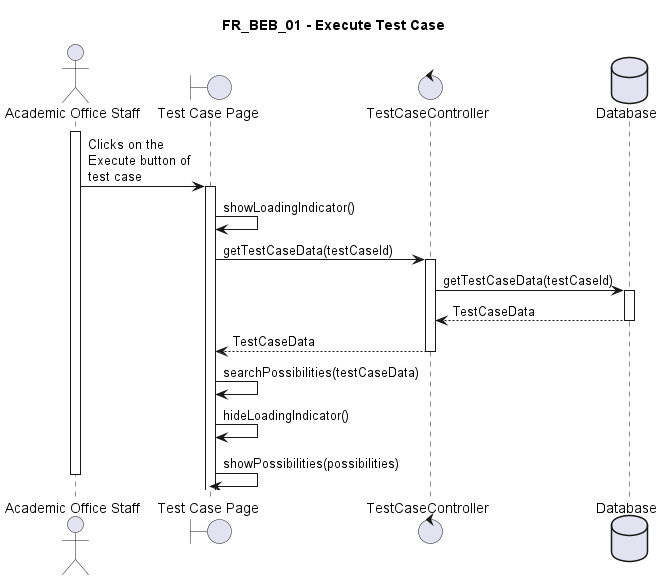 FR_BEB_01 - Execute Test Case
Academic Office Staff
Test Case Page
TestCaseController
Database
Clicks on the
Execute button of
test case
showLoadingIndicator()
getTestCaseData(testCaseId)
getTestCaseData(testCaseId)
TestCaseData
TestCaseData
searchPossibilities(testCaseData)
hideLoadingIndicator()
showPossibilities(possibilities)
Academic Office Staff
Test Case Page
TestCaseController
Database